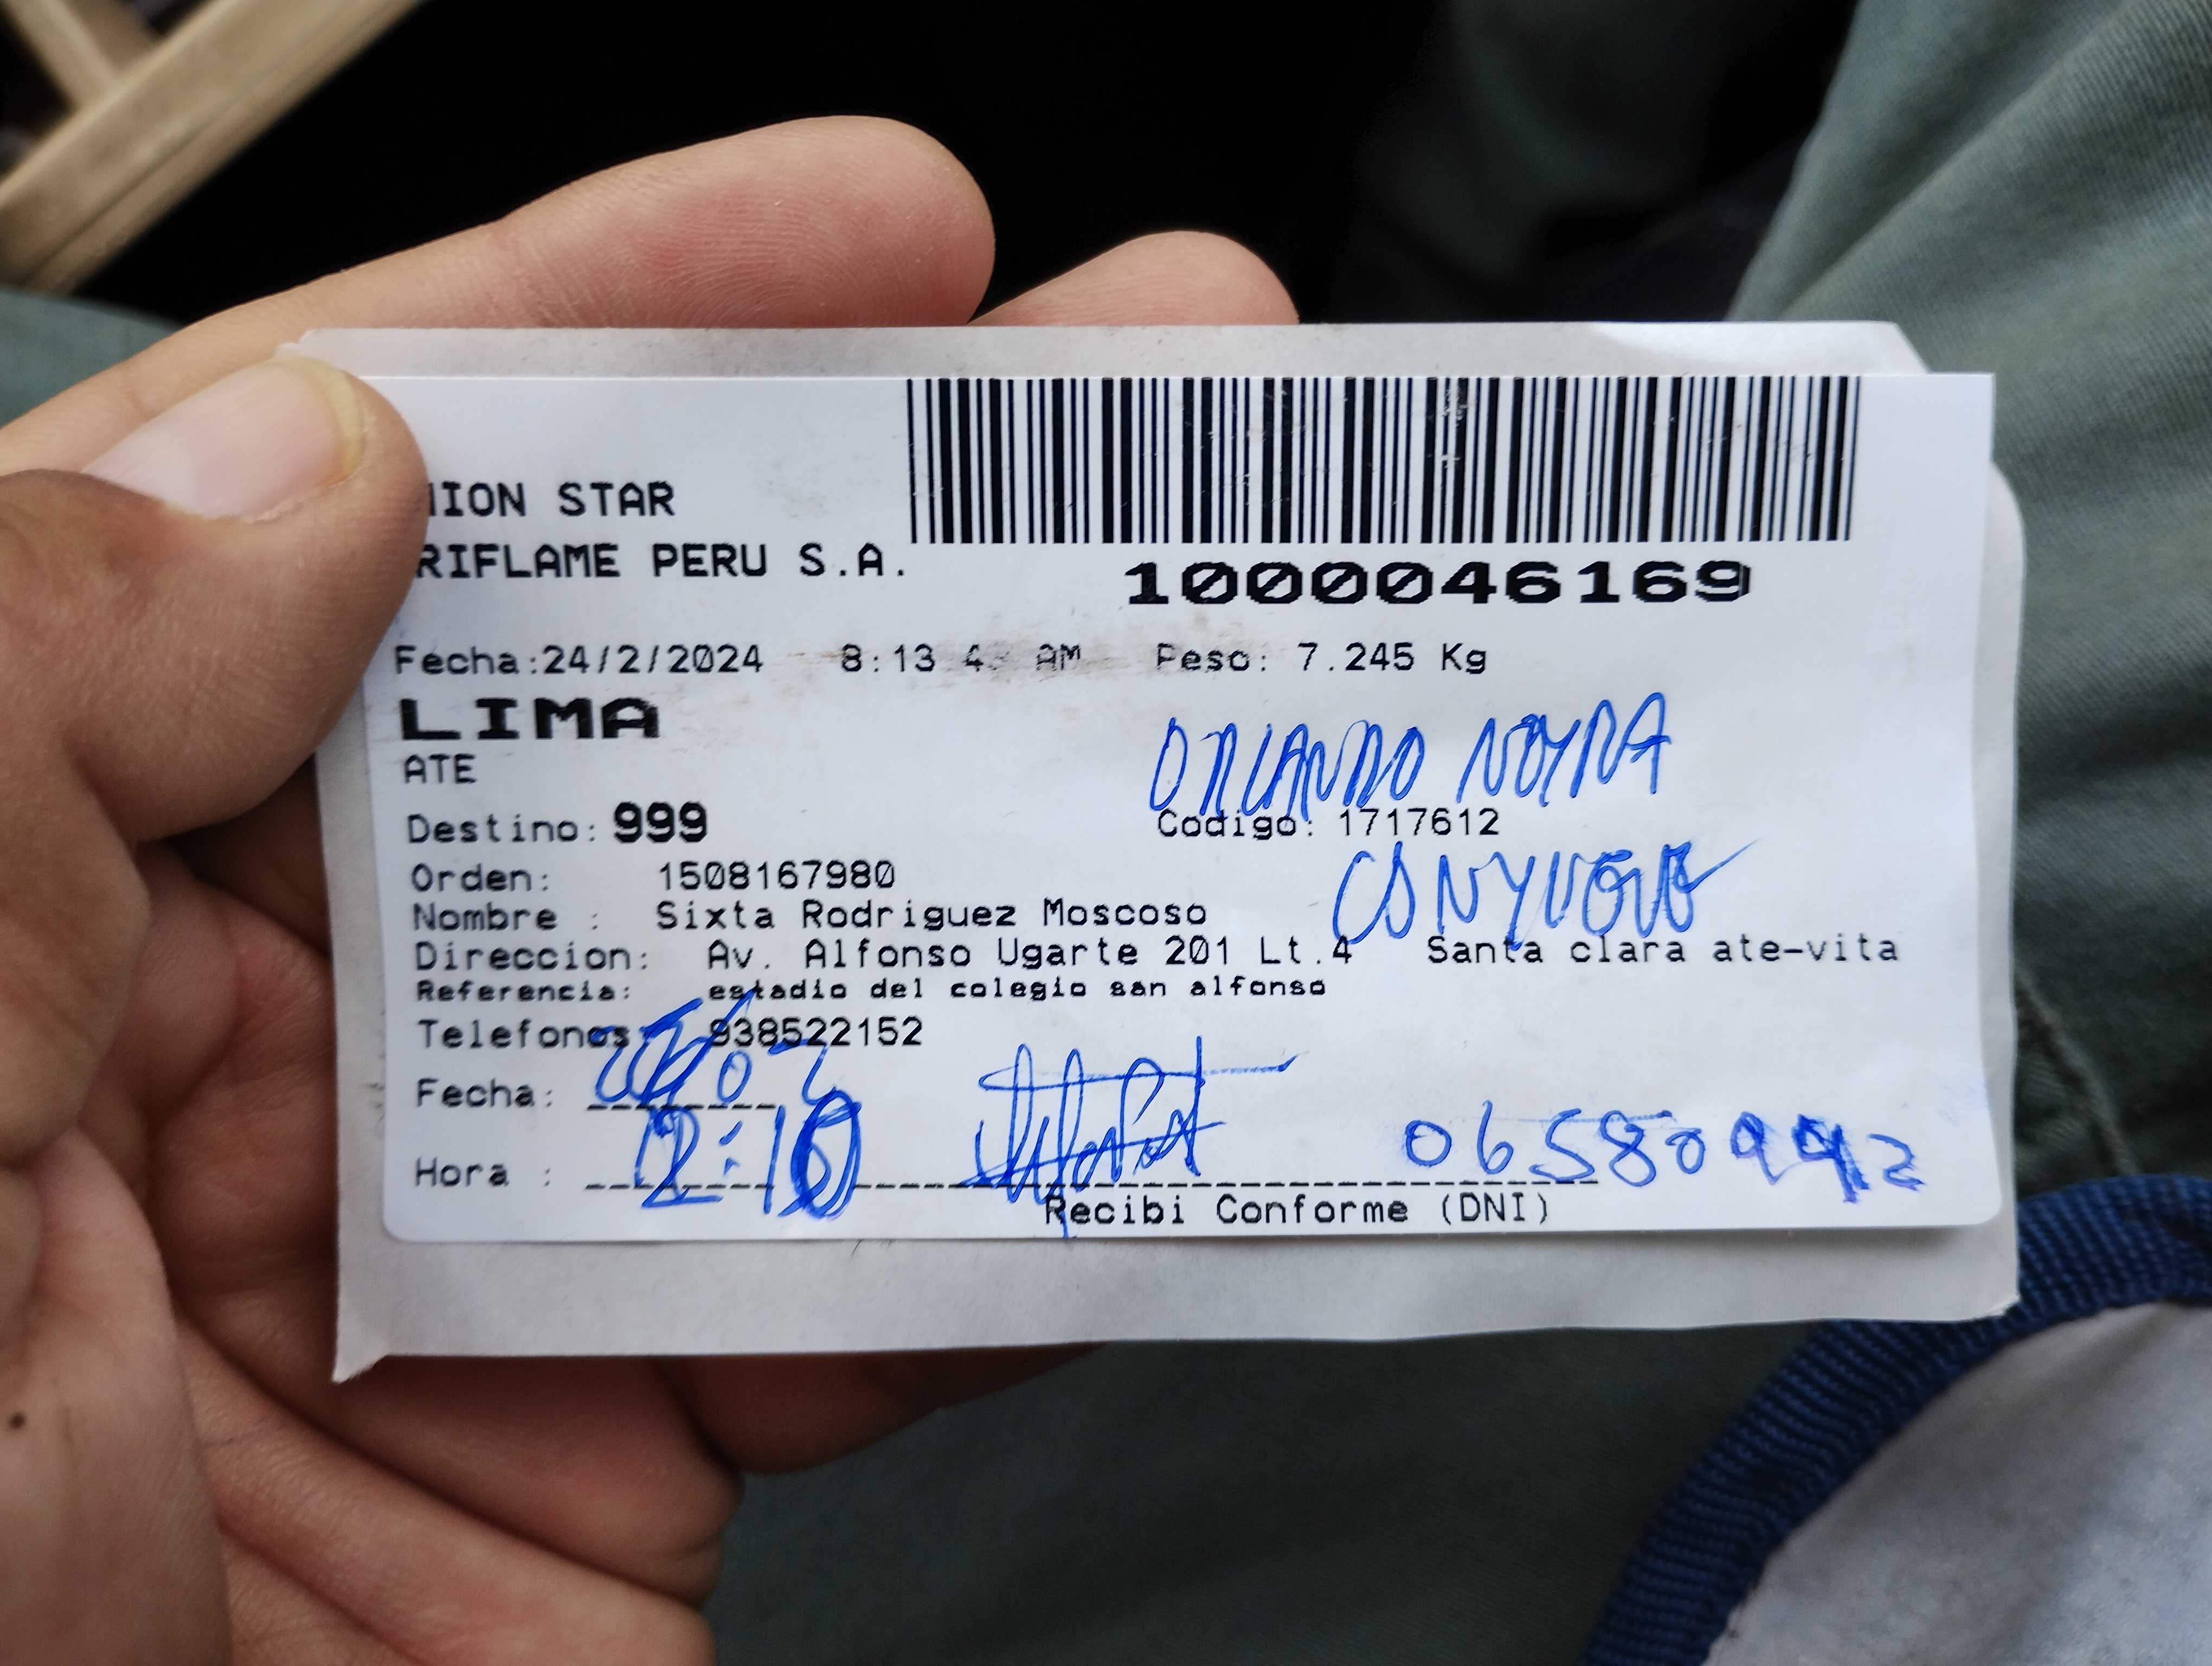 NION STAR
RIFLAME PERU S.A.
1000046169
Fecha:24/2/2024 8:13 AM Peso: 7.245 Kg
LIMA
ORLANDO NOYRA
ATE
Destino: 999 Codigo: 1717612
CONYUGUE
Orden: 1508167980
Nombre : Sixta Rodriguez Moscoso
Direccion: Av. Alfonso Ugarte 201 Lt.4 Santa clara ate-vita
Referencia: estadio del colegio san alfonso
Telefonos 938522152
Fecha:
Hora : 12:10
Recibi Conforme (DNI)